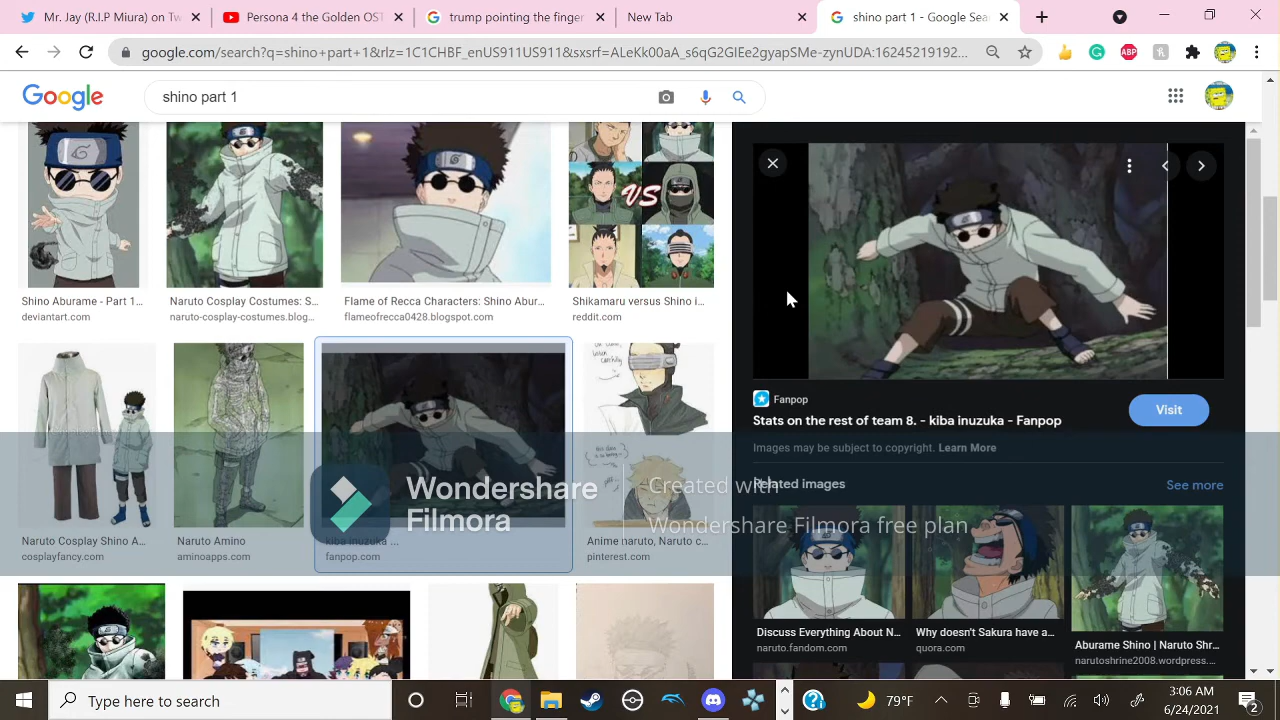 Mr. Jay (R.I.P Miura) on Tw
Kinnikuman 4 the Golden OST
trump pointing the finger
New Tab
shino part 1 - Google Sea
google.com/search?q=shino+part+1&rlz=1C1CHBF_enUS911US911&sxsrf=ALeKk00aA_s6qG2GIEe2gyapSMe-zynUDA:16245219192...
Google
shino part 1
VS
Shino Aburame - Part 1...
deviantart.com
Naruto Cosplay Costumes: S...
naruto-cosplay-costumes.blog...
Flame of Recca Characters: Shino Abur...
flameofrecca0428.blogspot.com
Shikamaru versus Shino i...
reddit.com
Fanpop
Stats on the rest of team 8. - kiba inuzuka - Fanpop
Visit
Images may be subject to copyright. Learn More
Related images
See more
Wondershare
Filmora
Created with
Wondershare Filmora free plan
Naruto Cosplay Shino A...
cosplayfancy.com
Naruto Amino
aminoapps.com
kiba inuzuka ...
fanpop.com
Anime naruto, Naruto c...
pinterest.com
Discuss Everything About N...
naruto.fandom.com
Why doesn't Sakura have a...
quora.com
Aburame Shino | Naruto Shr...
narutoshrine2008.wordpress....
Type here to search
79°F
3:06 AM
6/24/2021
2